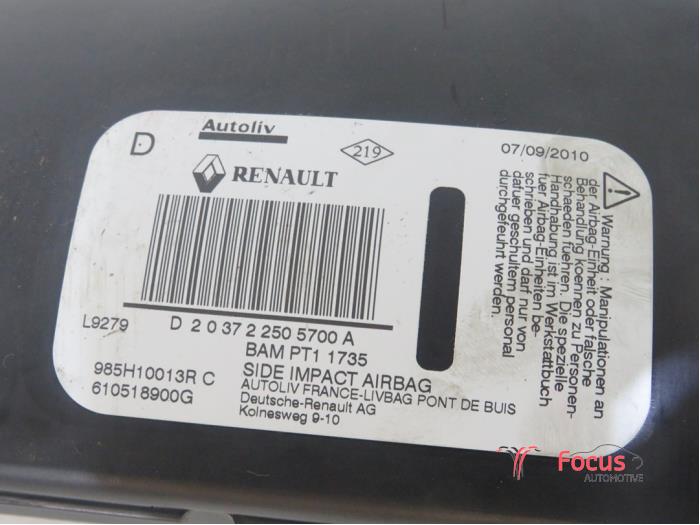 D
Autoliv
219
07/09/2010
RENAULT
D 2 0 37 2 250 5700 A
L9279
BAM PT1 1735
985H10013R C
SIDE IMPACT AIRBAG
610518900G
AUTOLIV FRANCE-LIVBAG PONT DE BUIS
Deutsche-Renault AG
Kolnesweg 9-10
Warnung : Manipulationen an
der Airbag-Einheit oder falsche
Behandlung koennen zu Personen-
schaeden fuehren. Die spezielle
Handhabung ist im Werkstattbuch
fuer Airbag-Einheiten be-
schrieben und darf nur von
dafuer geschultem personal
durchgefuehrt werden.
Focus
AUTOMOTIVE